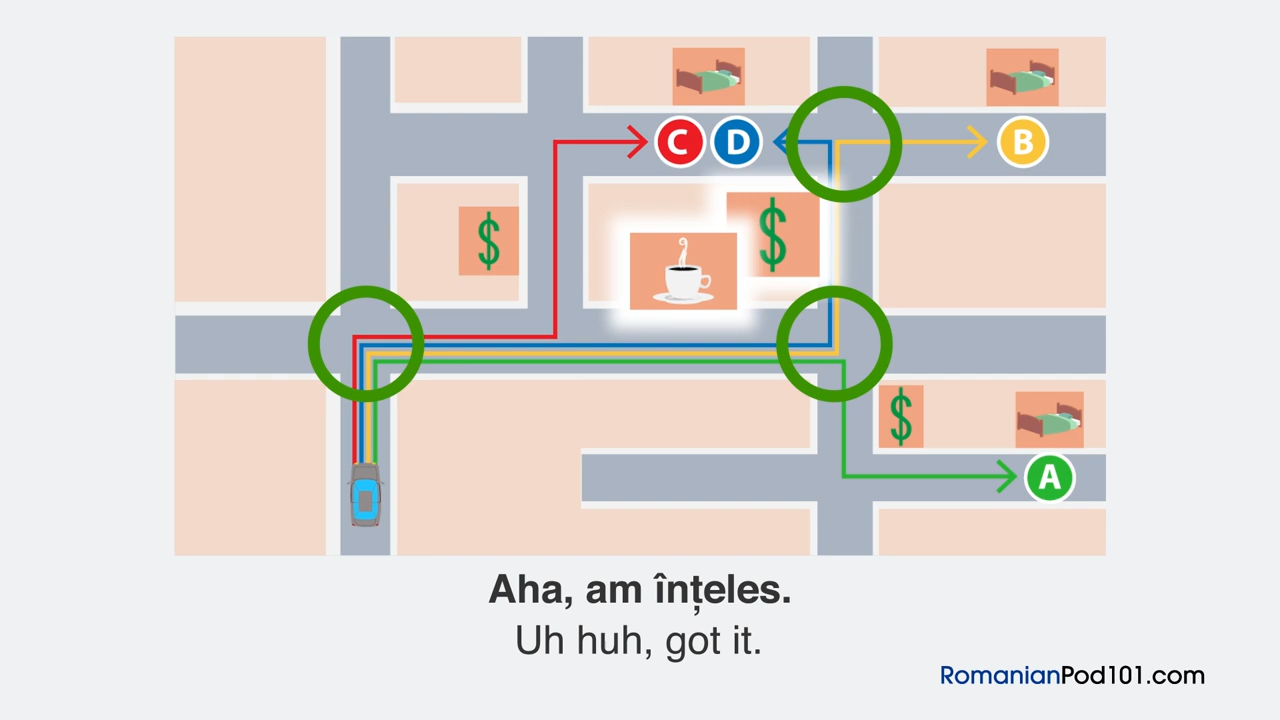 C D B
$ $
$
A
Aha, am înțeles.
Uh huh, got it.
RomanianPod101.com